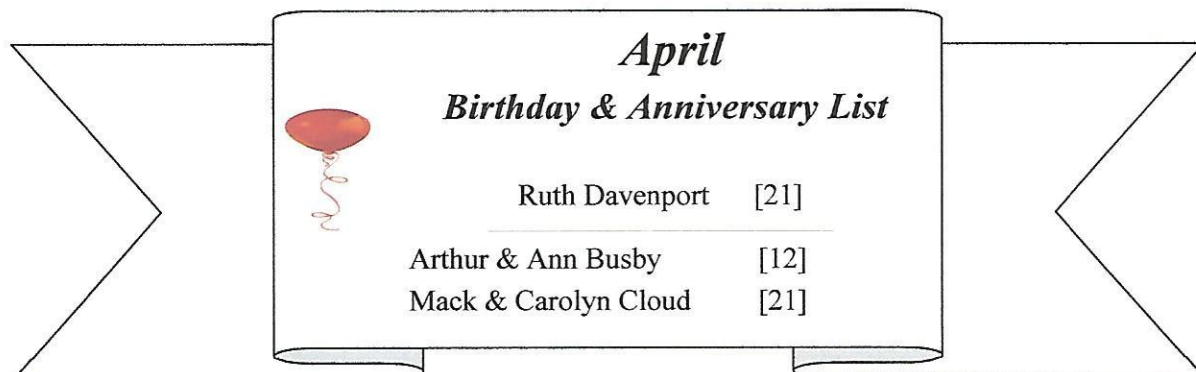 April
Birthday & Anniversary List
Ruth Davenport [21]
Arthur & Ann Busby [12]
Mack & Carolyn Cloud [21]